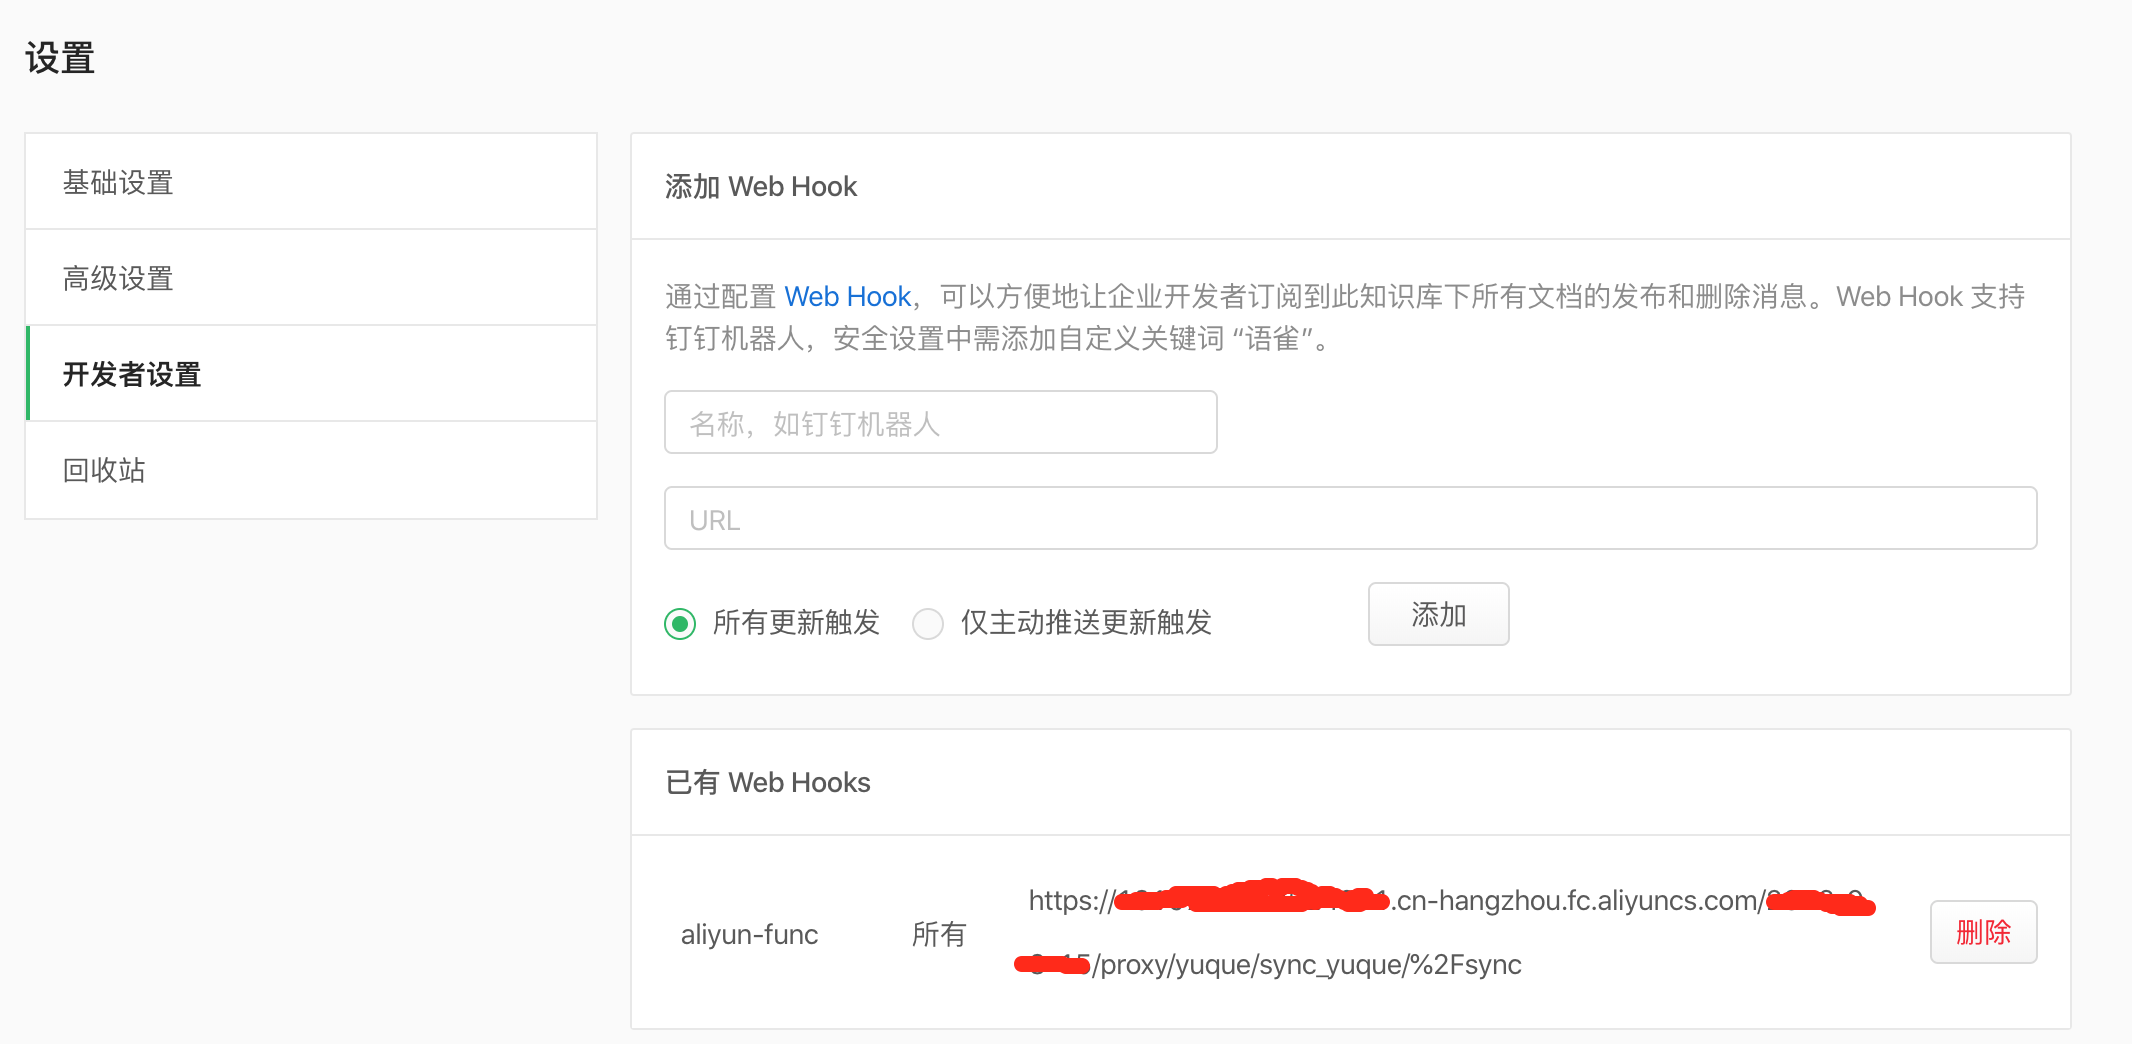 设置
基础设置
高级设置
开发者设置
回收站
添加 Web Hook
通过配置 Web Hook，可以方便地让企业开发者订阅到此知识库下所有文档的发布和删除消息。Web Hook 支持
钉钉机器人，安全设置中需添加自定义关键词 “语雀”。
名称，如钉钉机器人
URL
所有更新触发 仅主动推送更新触发 添加
已有 Web Hooks
aliyun-func 所有
https:// .cn-hangzhou.fc.aliyuncs.com/
/proxy/yuque/sync_yuque/%2Fsync
删除